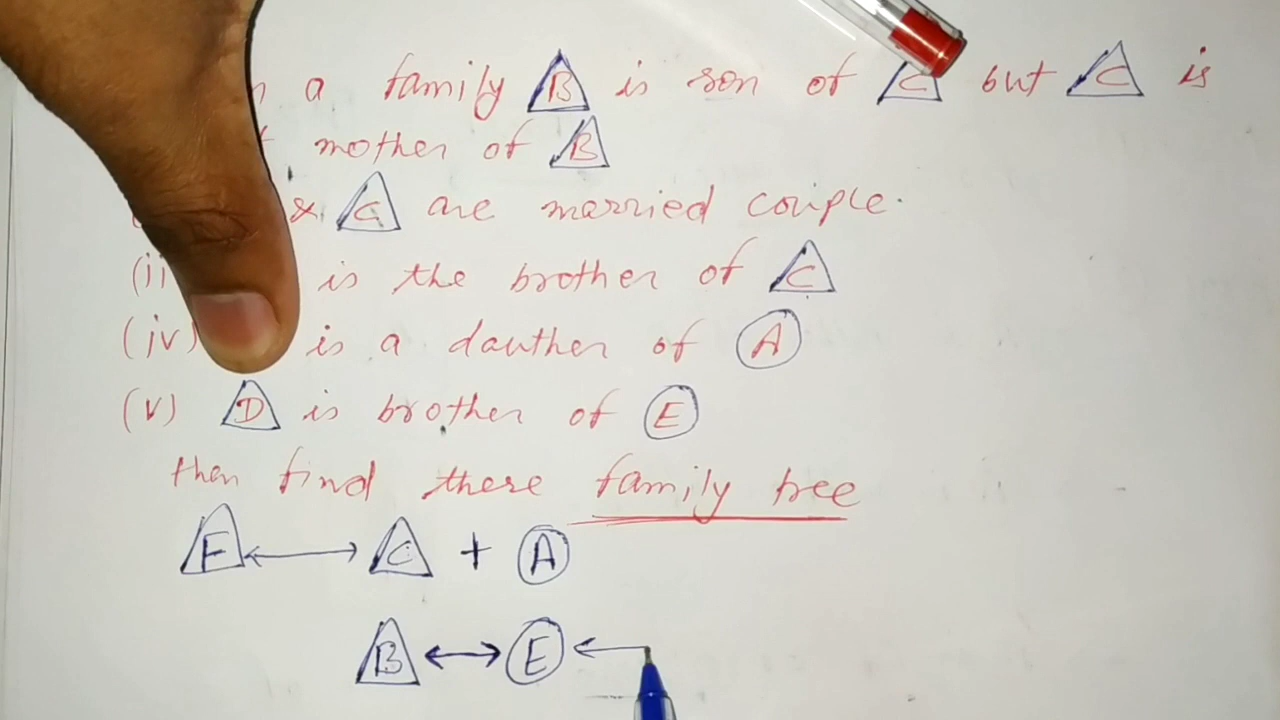 a family B is son of C but C is
mother of B
& C are married couple.
is the brother of C
(iv) is a dauther of A
(v) D is brother of E
then find there family tree
F ↔ C + A
B ↔ E ←